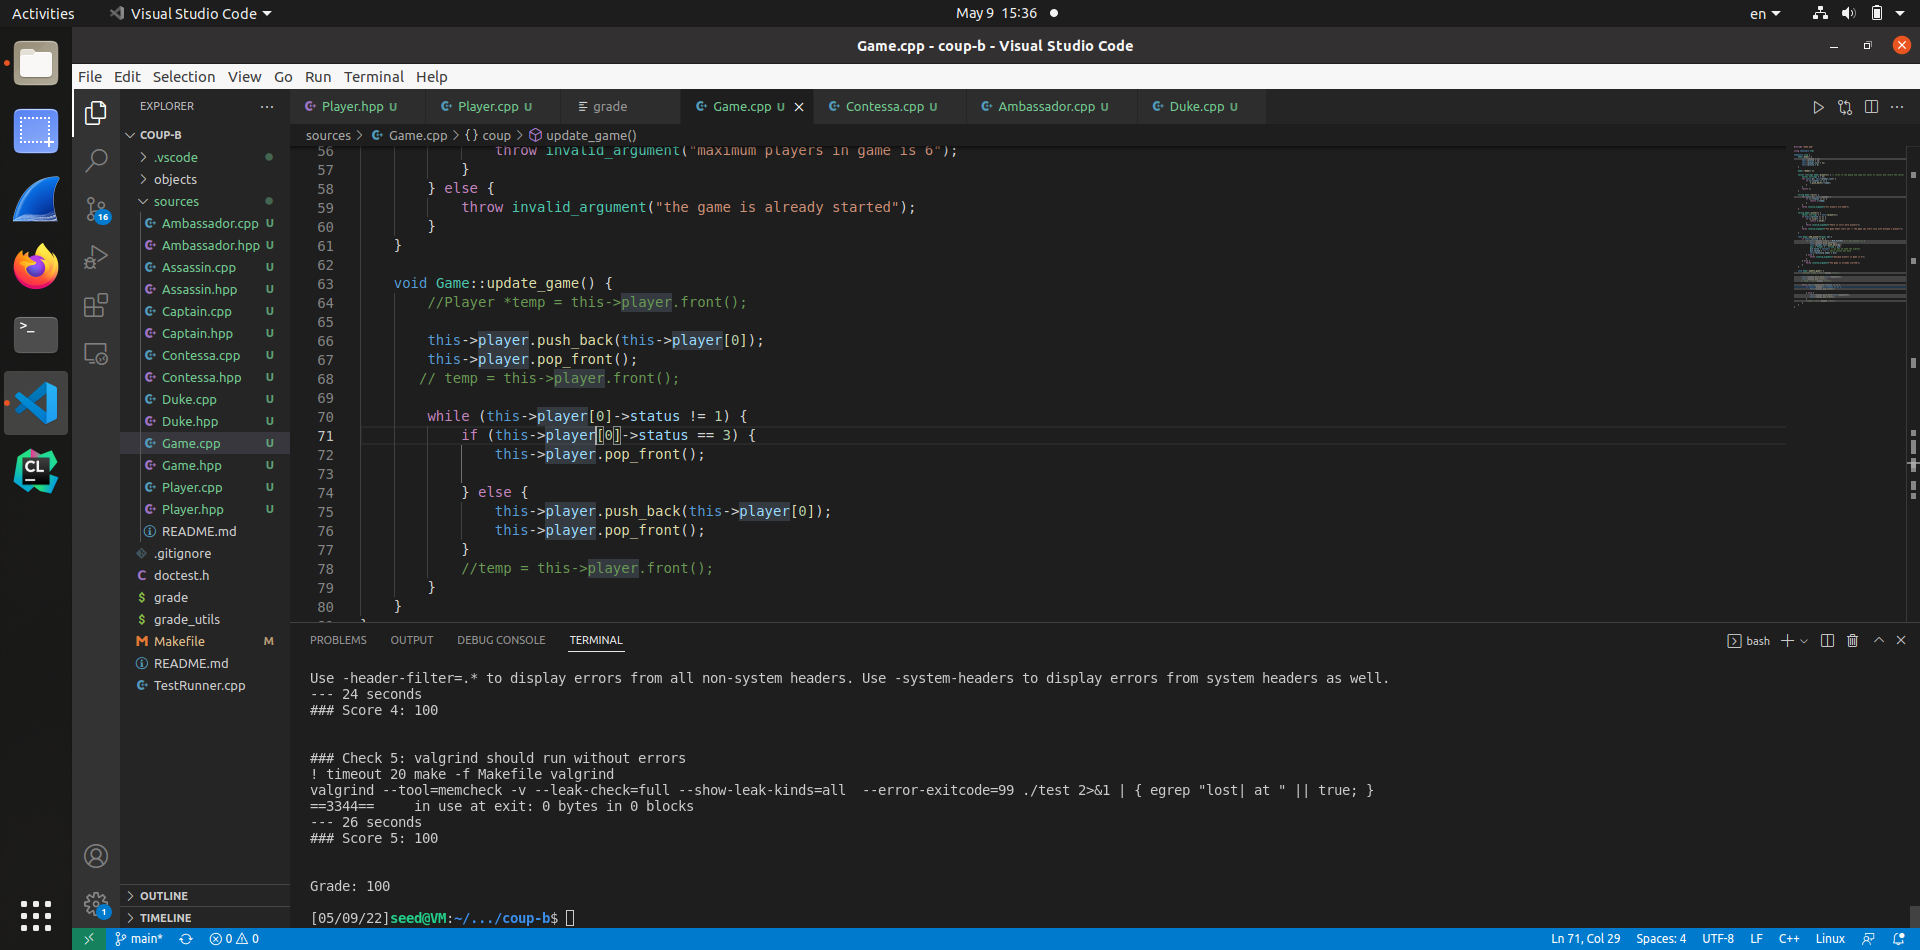 Activities
Visual Studio Code
May 9 15:36
en
Game.cpp - coup-b - Visual Studio Code
File Edit Selection View Go Run Terminal Help
EXPLORER
COUP-B
.vscode
objects
sources
16
Ambassador.cpp U
Ambassador.hpp U
Assassin.cpp U
Assassin.hpp U
Captain.cpp U
Captain.hpp U
Contessa.cpp U
Contessa.hpp U
Duke.cpp U
Duke.hpp U
Game.cpp U
Game.hpp U
Player.cpp U
Player.hpp U
README.md
.gitignore
C doctest.h
$ grade
$ grade_utils
M Makefile M
README.md
TestRunner.cpp
OUTLINE
TIMELINE
1
CL
Player.hpp U
Player.cpp U
grade
Game.cpp U
Contessa.cpp U
Ambassador.cpp U
Duke.cpp U
sources > Game.cpp > {} coup > update_game()
56 throw invalid_argument("maximum players in game is 6");
57 }
58 } else {
59 throw invalid_argument("the game is already started");
60 }
61 }
62
63 void Game::update_game() {
64 //Player *temp = this->player.front();
65
66 this->player.push_back(this->player[0]);
67 this->player.pop_front();
68 // temp = this->player.front();
69
70 while (this->player[0]->status != 1) {
71 if (this->player[0]->status == 3) {
72 this->player.pop_front();
73
74 } else {
75 this->player.push_back(this->player[0]);
76 this->player.pop_front();
77 }
78 //temp = this->player.front();
79 }
80 }
PROBLEMS OUTPUT DEBUG CONSOLE TERMINAL
bash
Use -header-filter=.* to display errors from all non-system headers. Use -system-headers to display errors from system headers as well.
--- 24 seconds
### Score 4: 100
### Check 5: valgrind should run without errors
! timeout 20 make -f Makefile valgrind
valgrind --tool=memcheck -v --leak-check=full --show-leak-kinds=all  --error-exitcode=99 ./test 2>&1 | { egrep "lost| at " || true; }
==3344==     in use at exit: 0 bytes in 0 blocks
--- 26 seconds
### Score 5: 100
Grade: 100
[05/09/22]seed@VM:~/.../coup-b$
main* 0 0
Ln 71, Col 29 Spaces: 4 UTF-8 LF C++ Linux